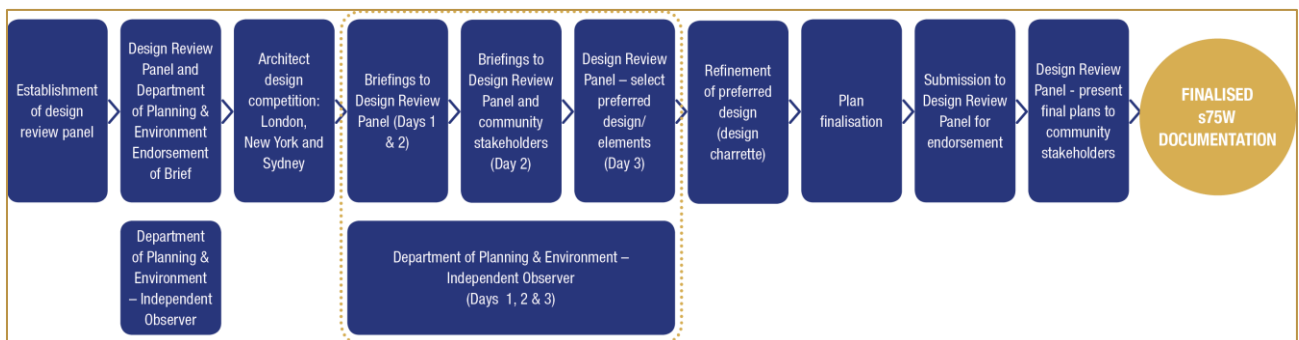 Establishment
of design
review panel
Design Review
Panel and
Department
of Planning &
Environment
Endorsement
of Brief
Architect
design
competition:
London,
New York and
Sydney
Briefings to
Design Review
Panel (Days 1
& 2)
Briefings to
Design Review
Panel and
community
stakeholders
(Day 2)
Design Review
Panel – select
preferred
design/
elements
(Day 3)
Refinement
of preferred
design
(design
charrette)
Plan
finalisation
Submission to
Design Review
Panel for
endorsement
Design Review
Panel - present
final plans to
community
stakeholders
FINALISED
s75W
DOCUMENTATION
Department
of Planning &
Environment
– Independent
Observer
Department of Planning & Environment –
Independent Observer
(Days 1, 2 & 3)